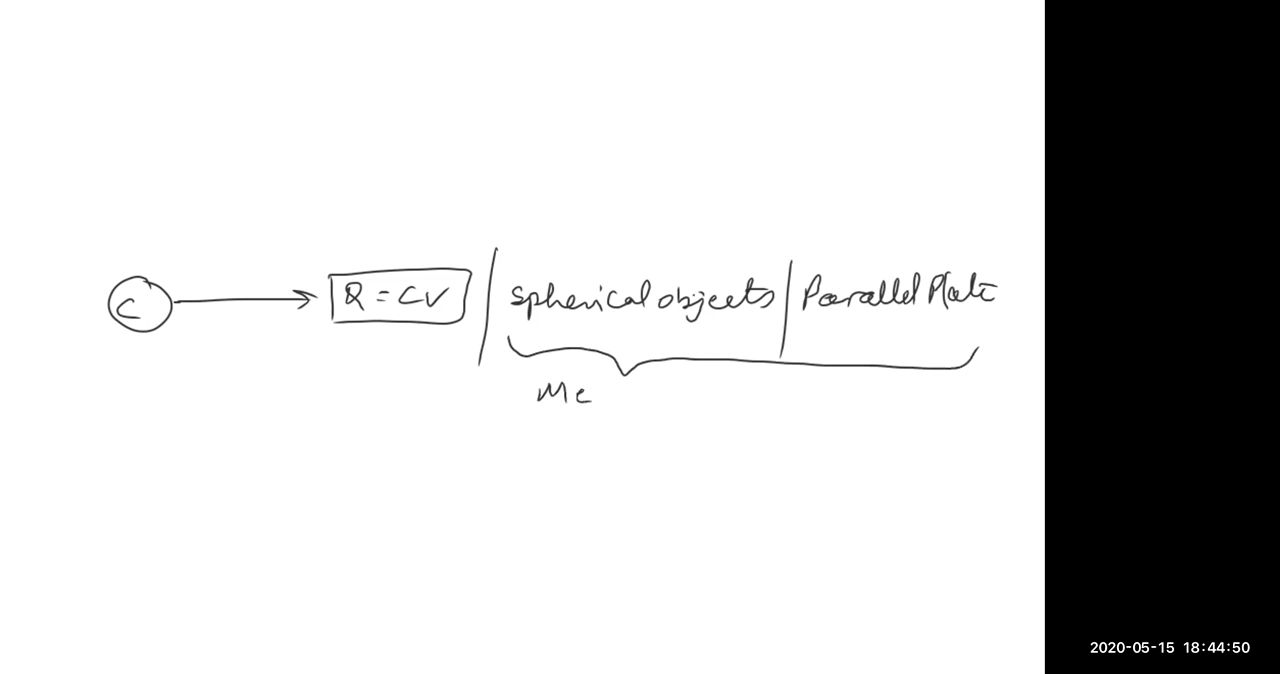 C → Q = CV | spherical objects | Parallel Plate
Me
2020-05-15 18:44:50